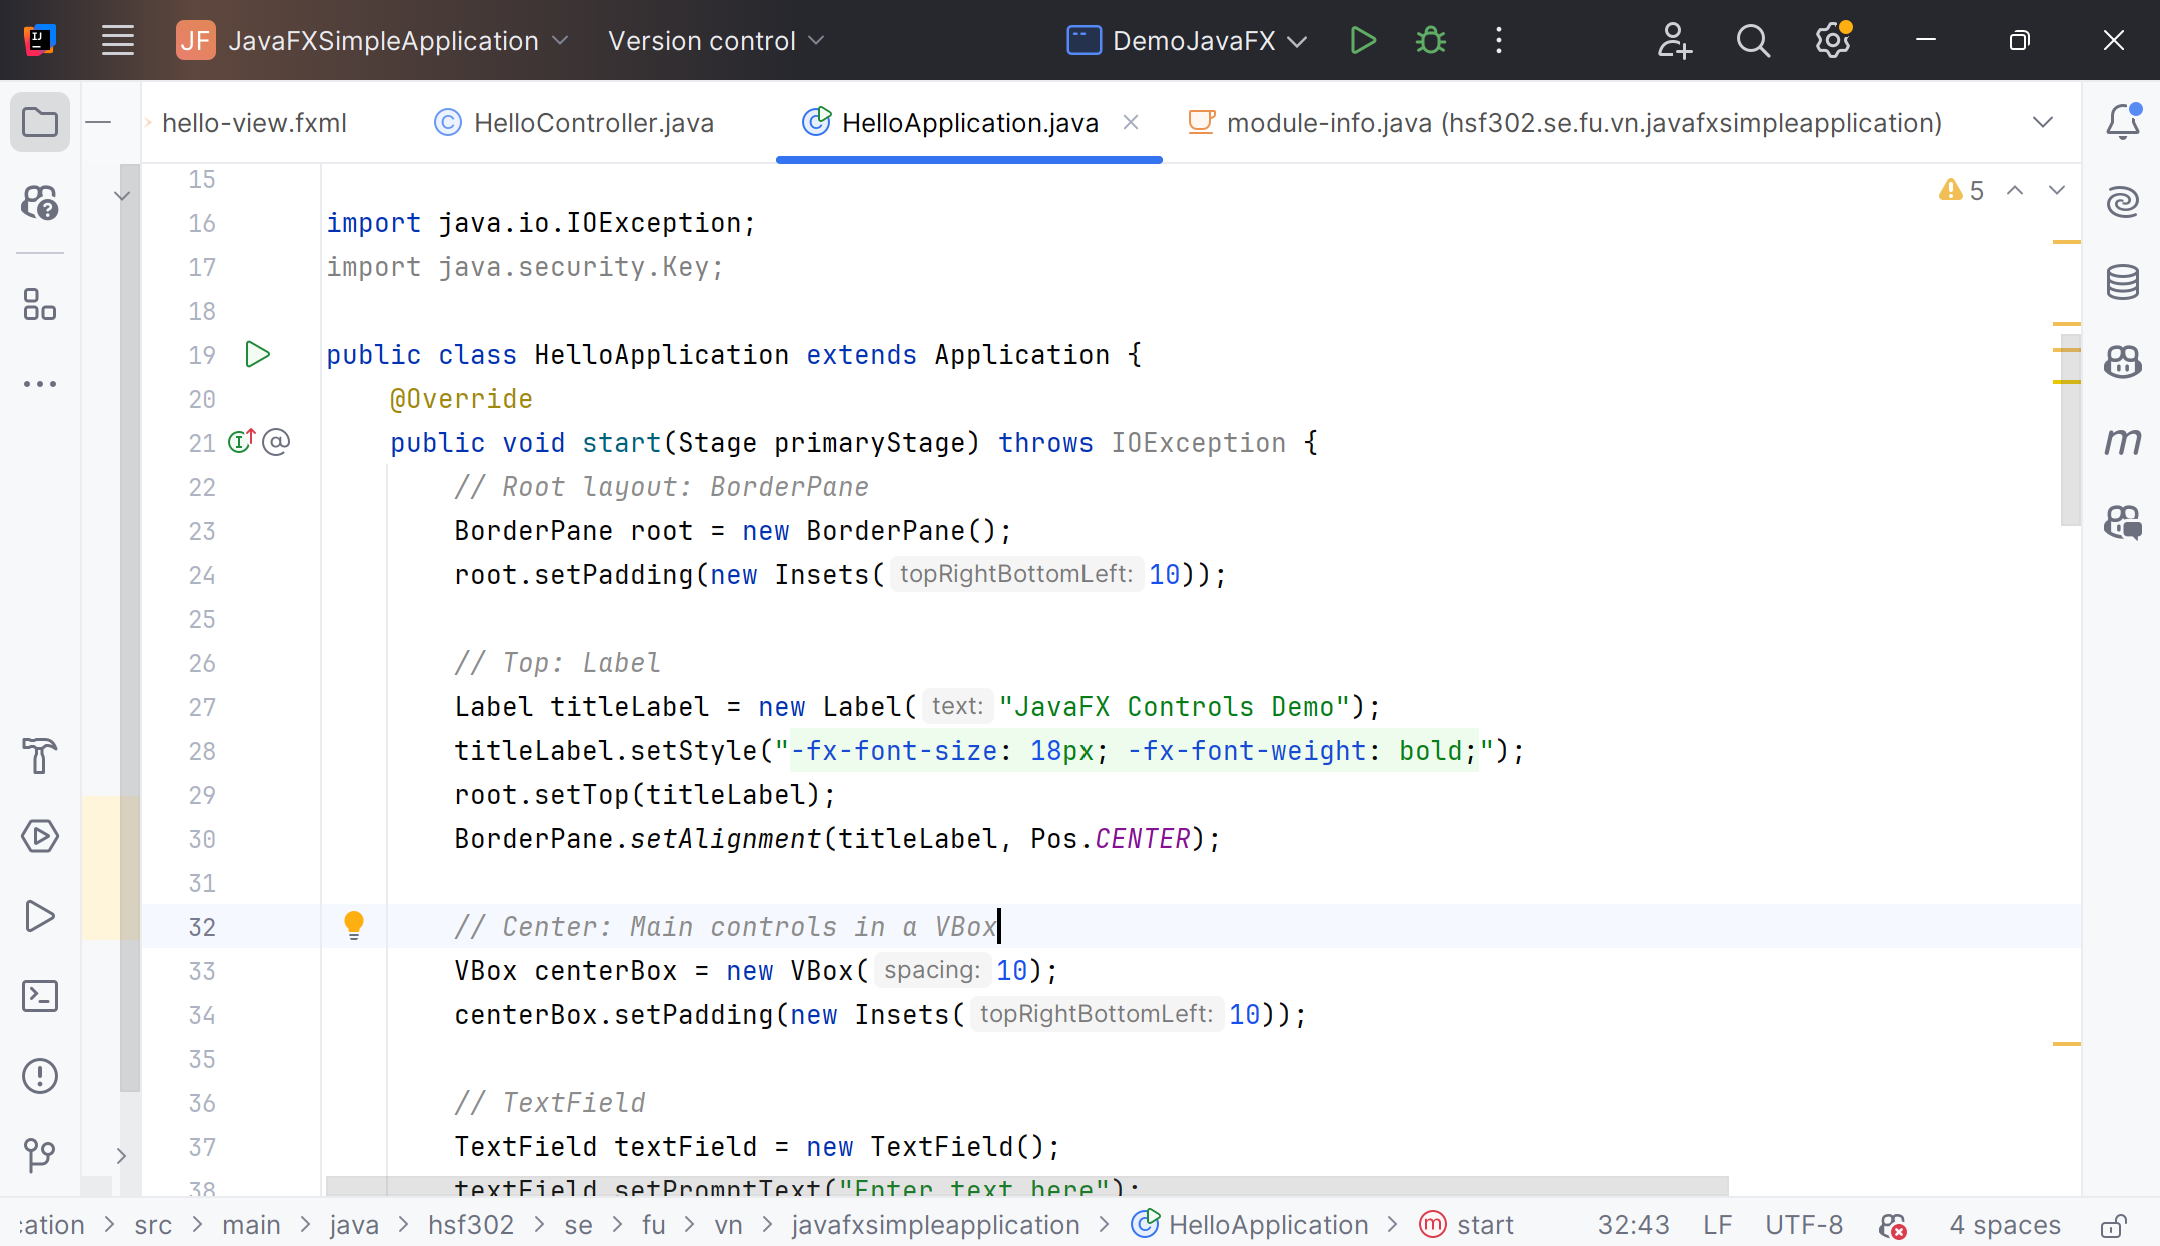 JF JavaFXSimpleApplication Version control DemoJavaFX
hello-view.fxml HelloController.java HelloApplication.java module-info.java (hsf302.se.fu.vn.javafxsimpleapplication)
5
15
16 import java.io.IOException;
17 import java.security.Key;
18
19 public class HelloApplication extends Application {
20 @Override
21 public void start(Stage primaryStage) throws IOException {
22 // Root layout: BorderPane
23 BorderPane root = new BorderPane();
24 root.setPadding(new Insets( topRightBottomLeft: 10));
25
26 // Top: Label
27 Label titleLabel = new Label( text: "JavaFX Controls Demo");
28 titleLabel.setStyle("-fx-font-size: 18px; -fx-font-weight: bold;");
29 root.setTop(titleLabel);
30 BorderPane.setAlignment(titleLabel, Pos.CENTER);
31
32 // Center: Main controls in a VBox
33 VBox centerBox = new VBox( spacing: 10);
34 centerBox.setPadding(new Insets( topRightBottomLeft: 10));
35
36 // TextField
37 TextField textField = new TextField();
38 textField.setPromptText("Enter text here");
cation > src > main > java > hsf302 > se > fu > vn > javafxsimpleapplication > HelloApplication > start 32:43 LF UTF-8 4 spaces